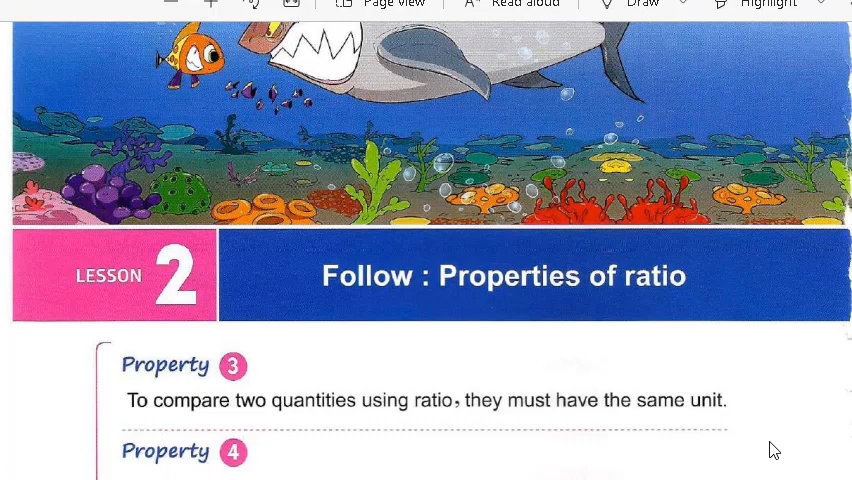 Page view
Read aloud
Draw
Highlight
LESSON 2
Follow : Properties of ratio
Property 3
To compare two quantities using ratio, they must have the same unit.
Property 4